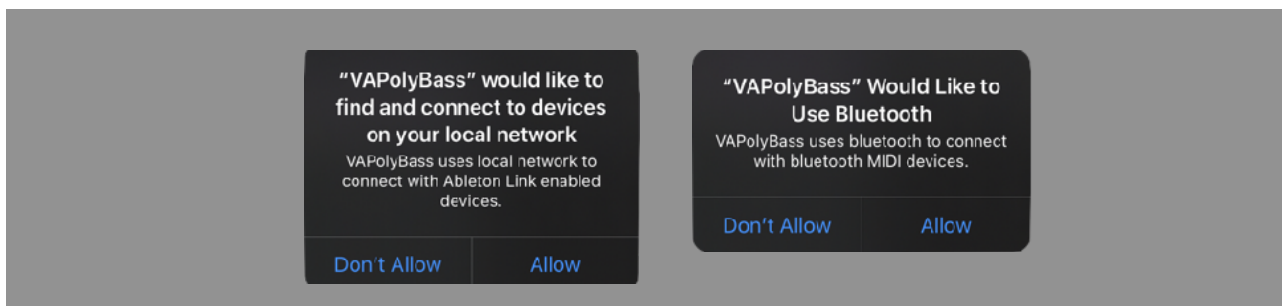 “VAPolyBass” would like to
find and connect to devices
on your local network
VAPolyBass uses local network to
connect with Ableton Link enabled
devices.
Don’t Allow
Allow
“VAPolyBass” Would Like to
Use Bluetooth
VAPolyBass uses bluetooth to connect
with bluetooth MIDI devices.
Don’t Allow
Allow